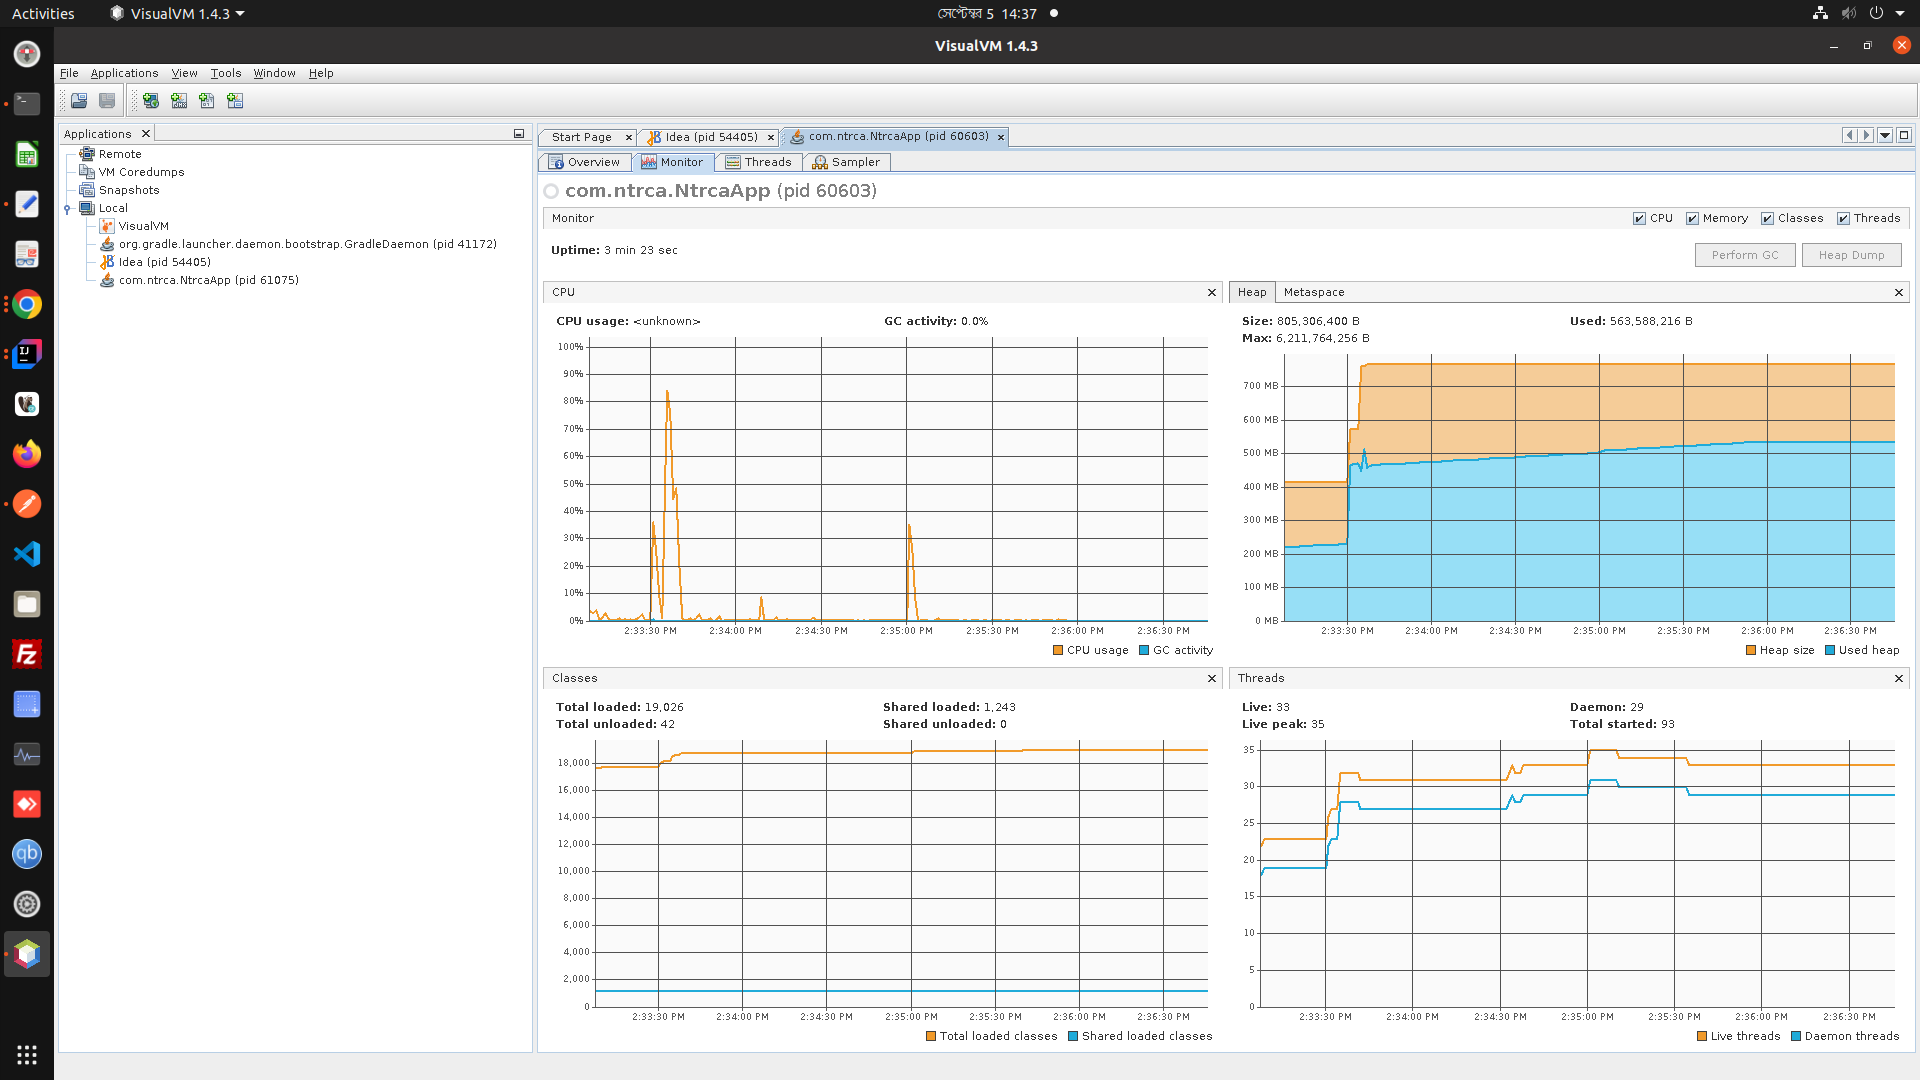 Activities
VisualVM 1.4.3
সেপ্টেম্বর 5 14:37
VisualVM 1.4.3
File Applications View Tools Window Help
Applications
Remote
VM Coredumps
Snapshots
Local
VisualVM
org.gradle.launcher.daemon.bootstrap.GradleDaemon (pid 41172)
Idea (pid 54405)
com.ntrca.NtrcaApp (pid 61075)
Start Page
Idea (pid 54405)
com.ntrca.NtrcaApp (pid 60603)
Overview Monitor Threads Sampler
com.ntrca.NtrcaApp (pid 60603)
Monitor
CPU Memory Classes Threads
Uptime: 3 min 23 sec
Perform GC Heap Dump
CPU
CPU usage: <unknown> GC activity: 0.0%
100%
90%
80%
70%
60%
50%
40%
30%
20%
10%
0%
2:33:30 PM 2:34:00 PM 2:34:30 PM 2:35:00 PM 2:35:30 PM 2:36:00 PM 2:36:30 PM
CPU usage GC activity
Heap Metaspace
Size: 805,306,400 B Used: 563,588,216 B
Max: 6,211,764,256 B
700 MB
600 MB
500 MB
400 MB
300 MB
200 MB
100 MB
0 MB
2:33:30 PM 2:34:00 PM 2:34:30 PM 2:35:00 PM 2:35:30 PM 2:36:00 PM 2:36:30 PM
Heap size Used heap
Classes
Total loaded: 19,026 Shared loaded: 1,243
Total unloaded: 42 Shared unloaded: 0
18,000
16,000
14,000
12,000
10,000
8,000
6,000
4,000
2,000
0
2:33:30 PM 2:34:00 PM 2:34:30 PM 2:35:00 PM 2:35:30 PM 2:36:00 PM 2:36:30 PM
Total loaded classes Shared loaded classes
Threads
Live: 33 Daemon: 29
Live peak: 35 Total started: 93
35
30
25
20
15
10
5
0
2:33:30 PM 2:34:00 PM 2:34:30 PM 2:35:00 PM 2:35:30 PM 2:36:00 PM 2:36:30 PM
Live threads Daemon threads
IJ
Fz
qb